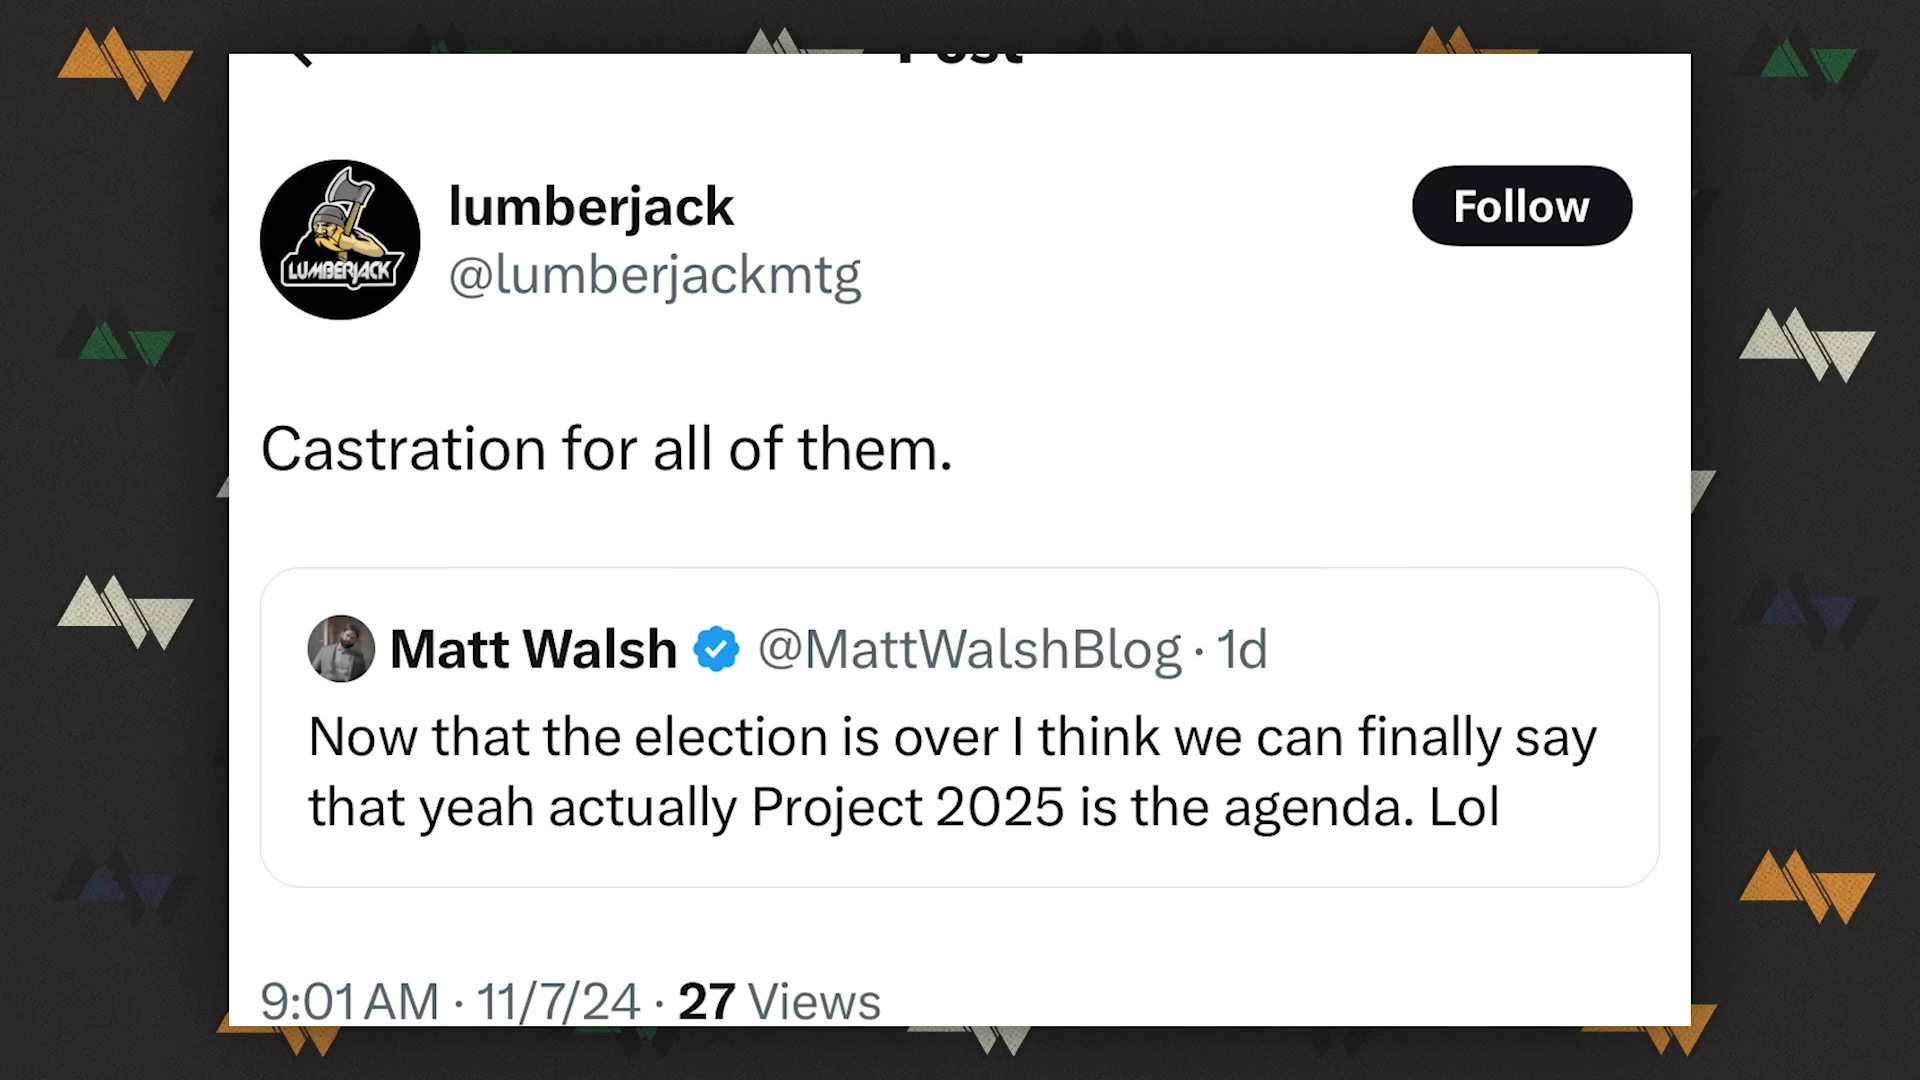 Post
lumberjack
@lumberjackmtg
Follow
LUMBERJACK
Castration for all of them.
Matt Walsh @MattWalshBlog · 1d
Now that the election is over I think we can finally say
that yeah actually Project 2025 is the agenda. Lol
9:01 AM · 11/7/24 · 27 Views